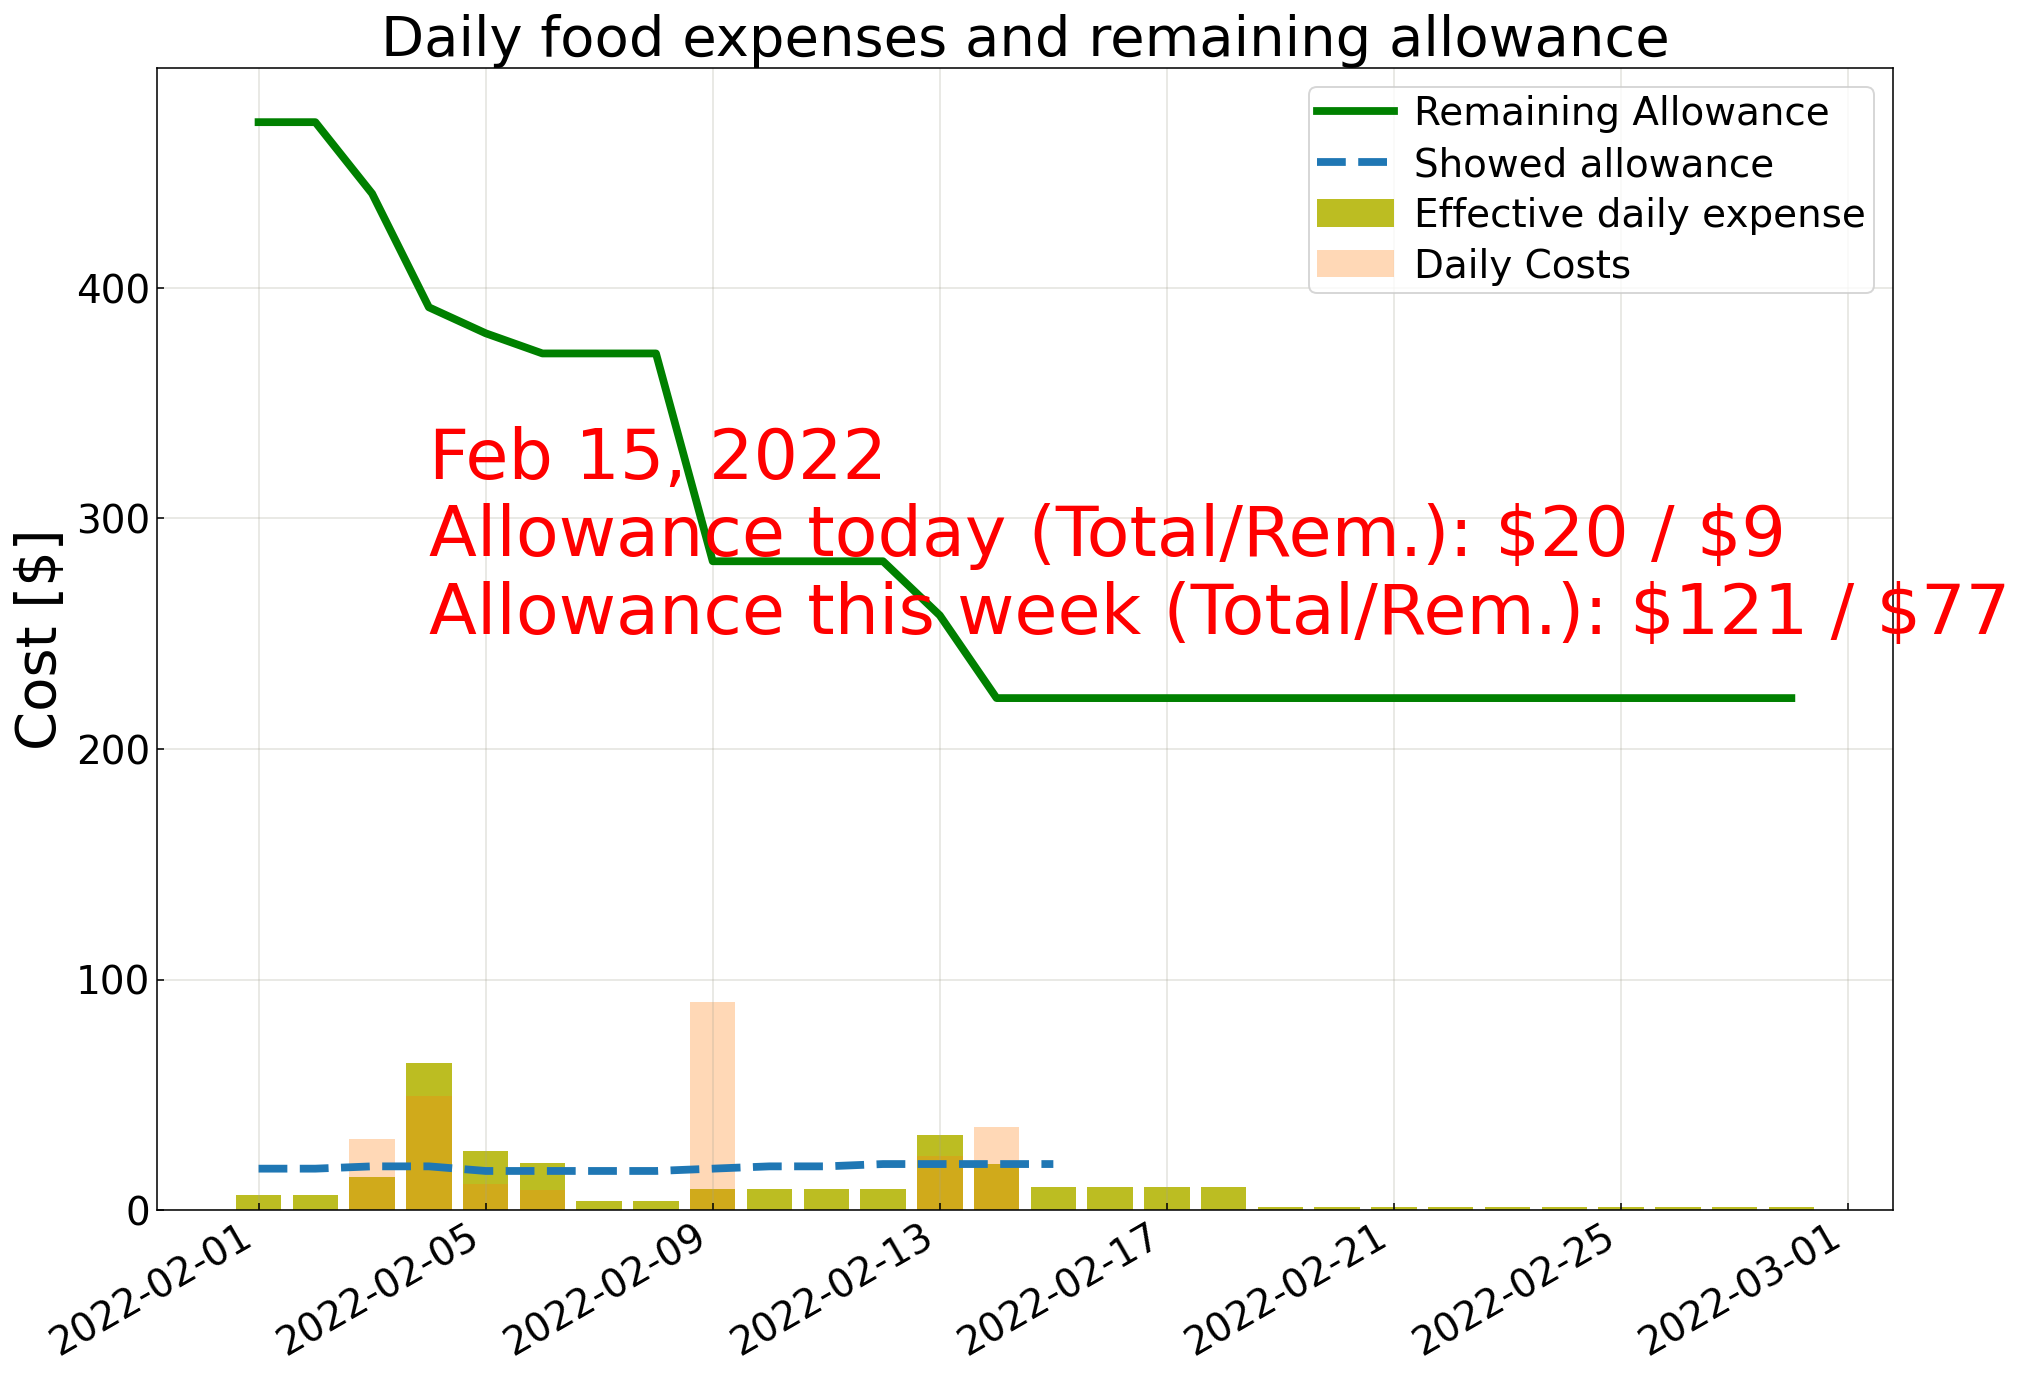 Daily food expenses and remaining allowance
Remaining Allowance
Showed allowance
Effective daily expense
Daily Costs
Cost [$]
400
300
200
100
0
Feb 15, 2022
Allowance today (Total/Rem.): $20 / $9
Allowance this week (Total/Rem.): $121 / $77
2022-02-01
2022-02-05
2022-02-09
2022-02-13
2022-02-17
2022-02-21
2022-02-25
2022-03-01